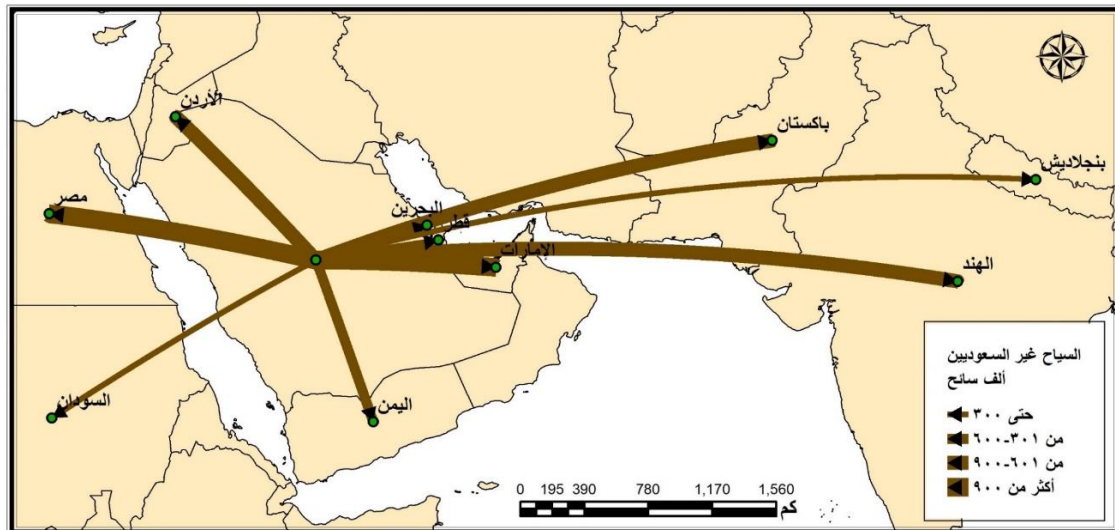 الأردن
باكستان
بنجلاديش
مصر
البحرين
قطر
الإمارات
الهند
السودان
اليمن
السياح غير السعوديين
ألف سائح
حتى ٣٠٠
من ٣٠١-٦٠٠
من ٦٠١-٩٠٠
أكثر من ٩٠٠
0 195 390 780 1,170 1,560
كم